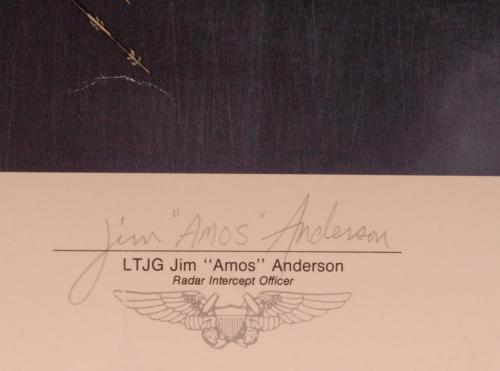 Jim "Amos" Anderson
LTJG Jim "Amos" Anderson
Radar Intercept Officer